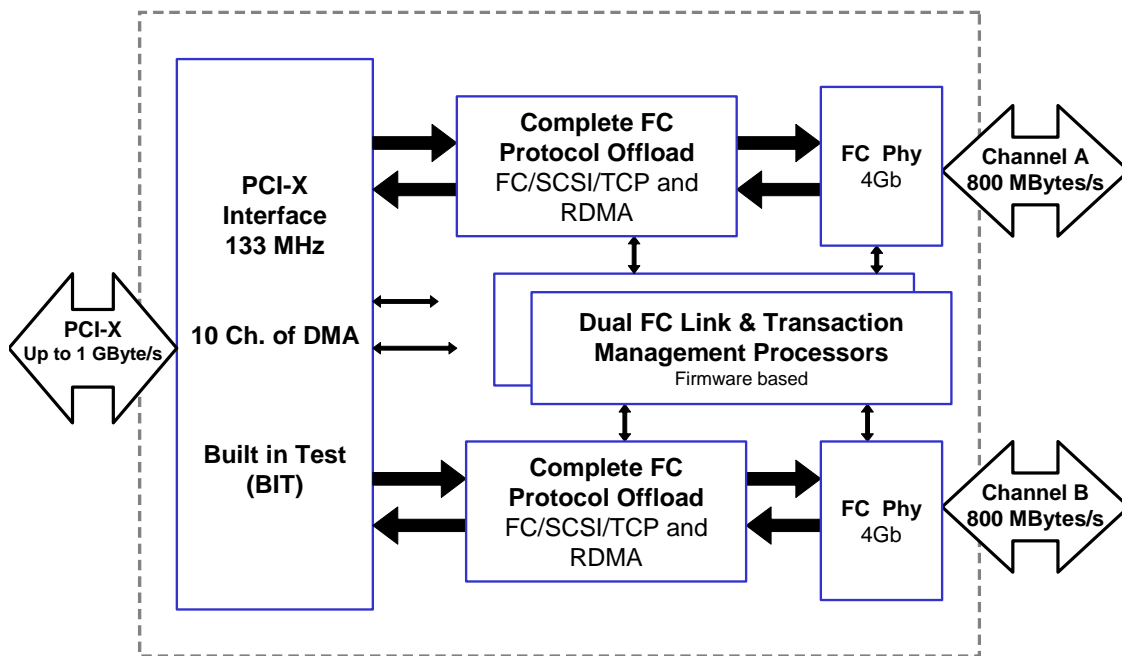 PCI-X
Up to 1 GByte/s
PCI-X
Interface
133 MHz
10 Ch. of DMA
Built in Test
(BIT)
Complete FC
Protocol Offload
FC/SCSI/TCP and
RDMA
FC Phy
4Gb
Channel A
800 MBytes/s
Dual FC Link & Transaction
Management Processors
Firmware based
Complete FC
Protocol Offload
FC/SCSI/TCP and
RDMA
FC Phy
4Gb
Channel B
800 MBytes/s